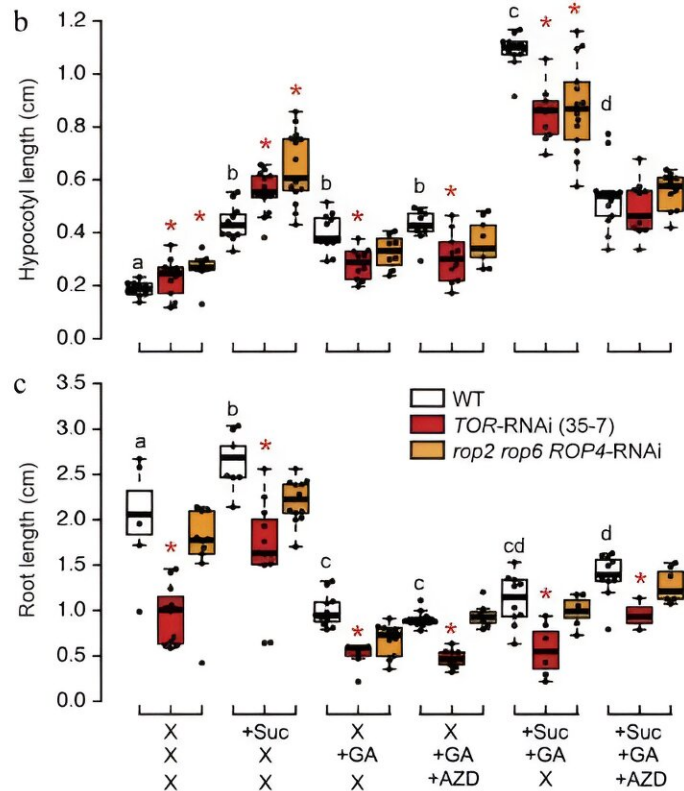 b
Hypocotyl length (cm)
1.2
1.0
0.8
0.6
0.4
0.2
0.0
a * *
b * *
b *
b *
c * *
d
c
Root length (cm)
3.5
3.0
2.5
2.0
1.5
1.0
0.5
0.0
WT
TOR-RNAi (35-7)
rop2 rop6 ROP4-RNAi
a *
b *
c *
c *
cd *
d *
X +Suc X X +Suc +Suc
X X +GA +GA +GA +GA
X X X +AZD X +AZD